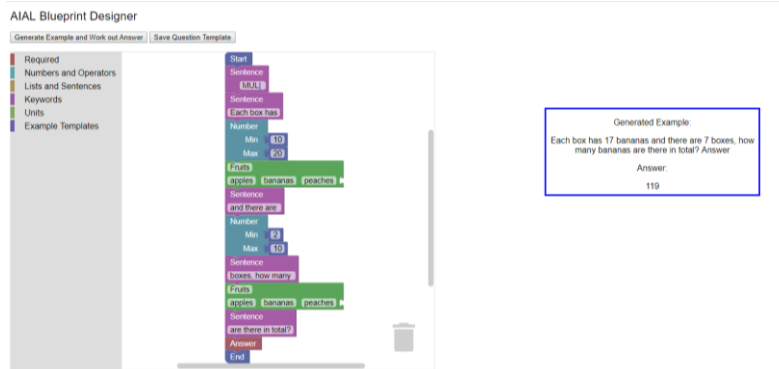 AIAL Blueprint Designer
Generate Example and Work out Answer Save Question Template
Required
Numbers and Operators
Lists and Sentences
Keywords
Units
Example Templates
Start
Sentence
MUL[
Sentence
Each box has
Number
Min 10
Max 20
Fruits
apples bananas peaches
Sentence
and there are
Number
Min 2
Max 10
Sentence
boxes, how many
Fruits
apples bananas peaches
Sentence
are there in total?
Answer
End
Generated Example:
Each box has 17 bananas and there are 7 boxes, how
many bananas are there in total? Answer
Answer:
119